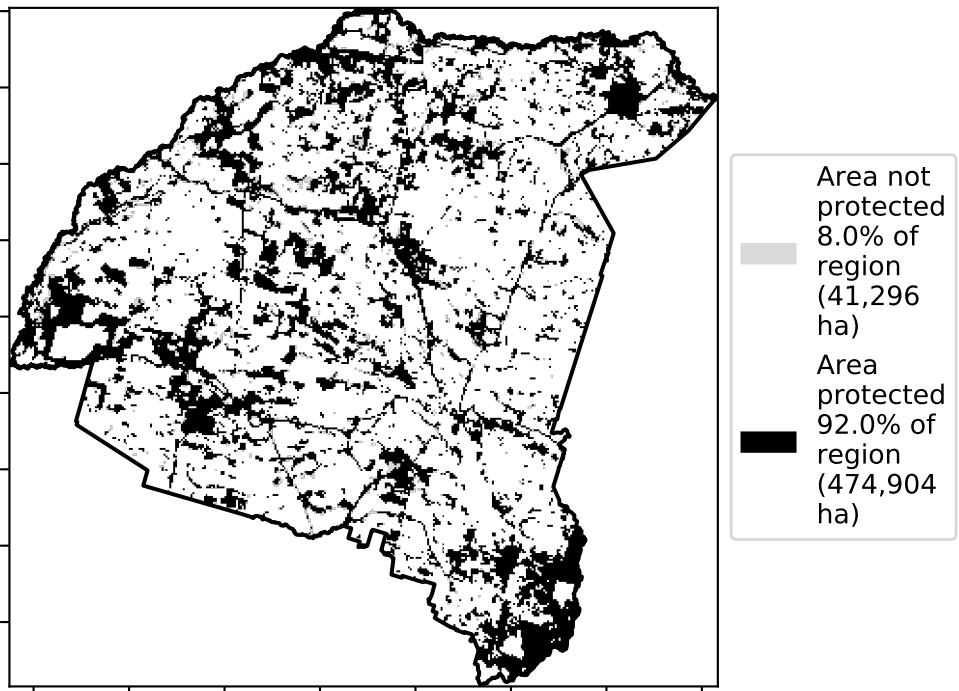 Area not
protected
8.0% of
region
(41,296
ha)
Area
protected
92.0% of
region
(474,904
ha)